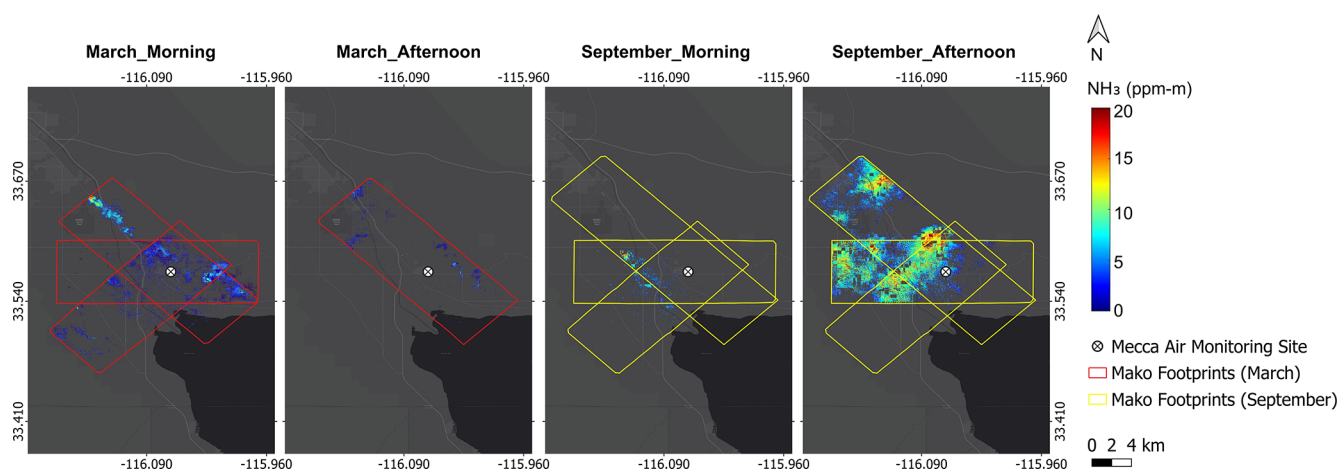 March_Morning
March_Afternoon
September_Morning
September_Afternoon
-116.090 -115.960 -116.090 -115.960 -116.090 -115.960 -116.090 -115.960
33.670
33.540
33.410
33.670
33.540
33.410
-116.090 -115.960 -116.090 -115.960 -116.090 -115.960 -116.090 -115.960
N
NH₃ (ppm-m)
20
15
10
5
0
Mecca Air Monitoring Site
Mako Footprints (March)
Mako Footprints (September)
0 2 4 km